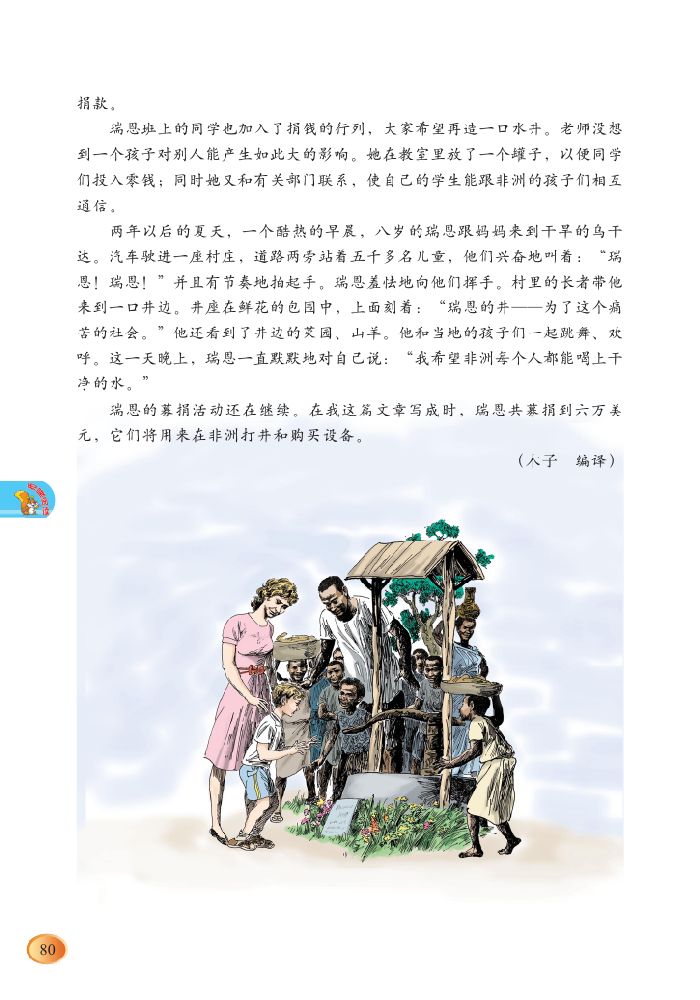 捐款。
瑞恩班上的同学也加入了捐钱的行列，大家希望再造一口水井。老师没想
到一个孩子对别人能产生如此大的影响。她在教室里放了一个罐子，以便同学
们投入零钱；同时她又和有关部门联系，使自己的学生能跟非洲的孩子们相互
通信。
两年以后的夏天，一个酷热的早晨，八岁的瑞恩跟妈妈来到干旱的乌干
达。汽车驶进一座村庄，道路两旁站着五千多名儿童，他们兴奋地叫着：“瑞
恩！瑞恩！”并且有节奏地拍起手。瑞恩羞怯地向他们挥手。村里的长者带他
来到一口井边。井座在鲜花的包围中，上面刻着：“瑞恩的井——为了这个痛
苦的社会。”他还看到了井边的菜园、山羊。他和当地的孩子们一起跳舞、欢
呼。这一天晚上，瑞恩一直默默地对自己说：“我希望非洲每个人都能喝上干
净的水。”
瑞恩的募捐活动还在继续。在我这篇文章写成时，瑞恩共募捐到六万美
元，它们将用来在非洲打井和购买设备。
（木子 编译）
80